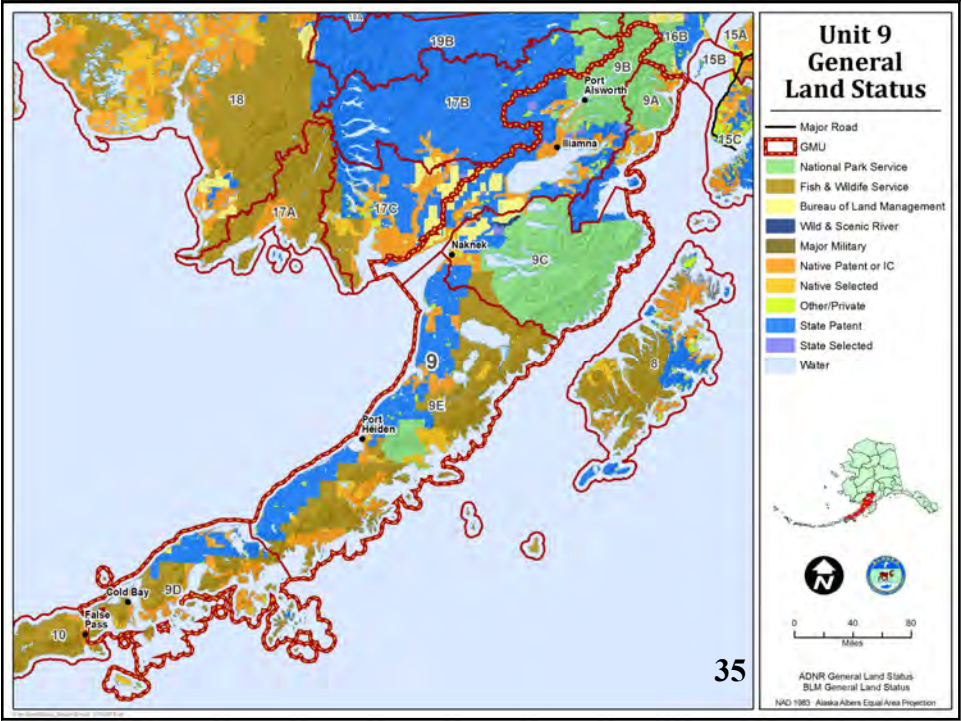 18A
19B
16B
15A
15B
9B
Port
Alsworth
18
17B
9A
15C
Iliamna
17A
17C
Naknek
9C
9
8
9E
Port
Heiden
Cold Bay
9D
False
Pass
10
35
Unit 9
General
Land Status
Major Road
GMU
National Park Service
Fish & Wildlife Service
Bureau of Land Management
Wild & Scenic River
Major Military
Native Patent or IC
Native Selected
Other/Private
State Patent
State Selected
Water
N
0 40 80
Miles
ADNR General Land Status
BLM General Land Status
NAD 1983 Alaska Albers Equal Area Projection